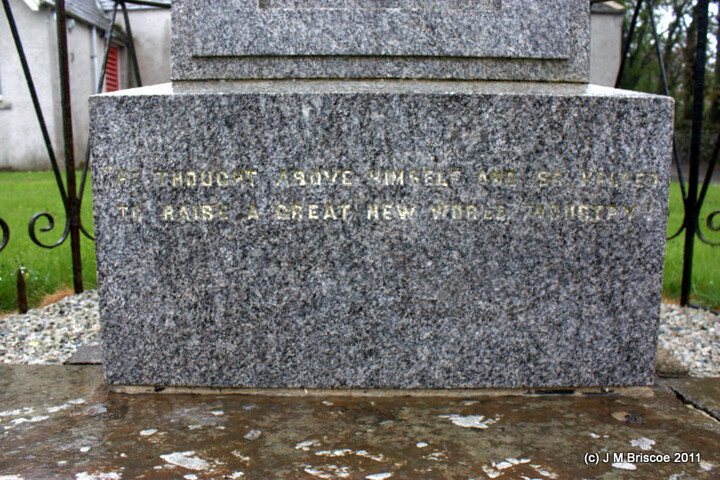 HE THOUGHT ABOVE HIMSELF AND SO HELPED
TO RAISE A GREAT NEW WORLD INDUSTRY
(c) J M Briscoe 2011